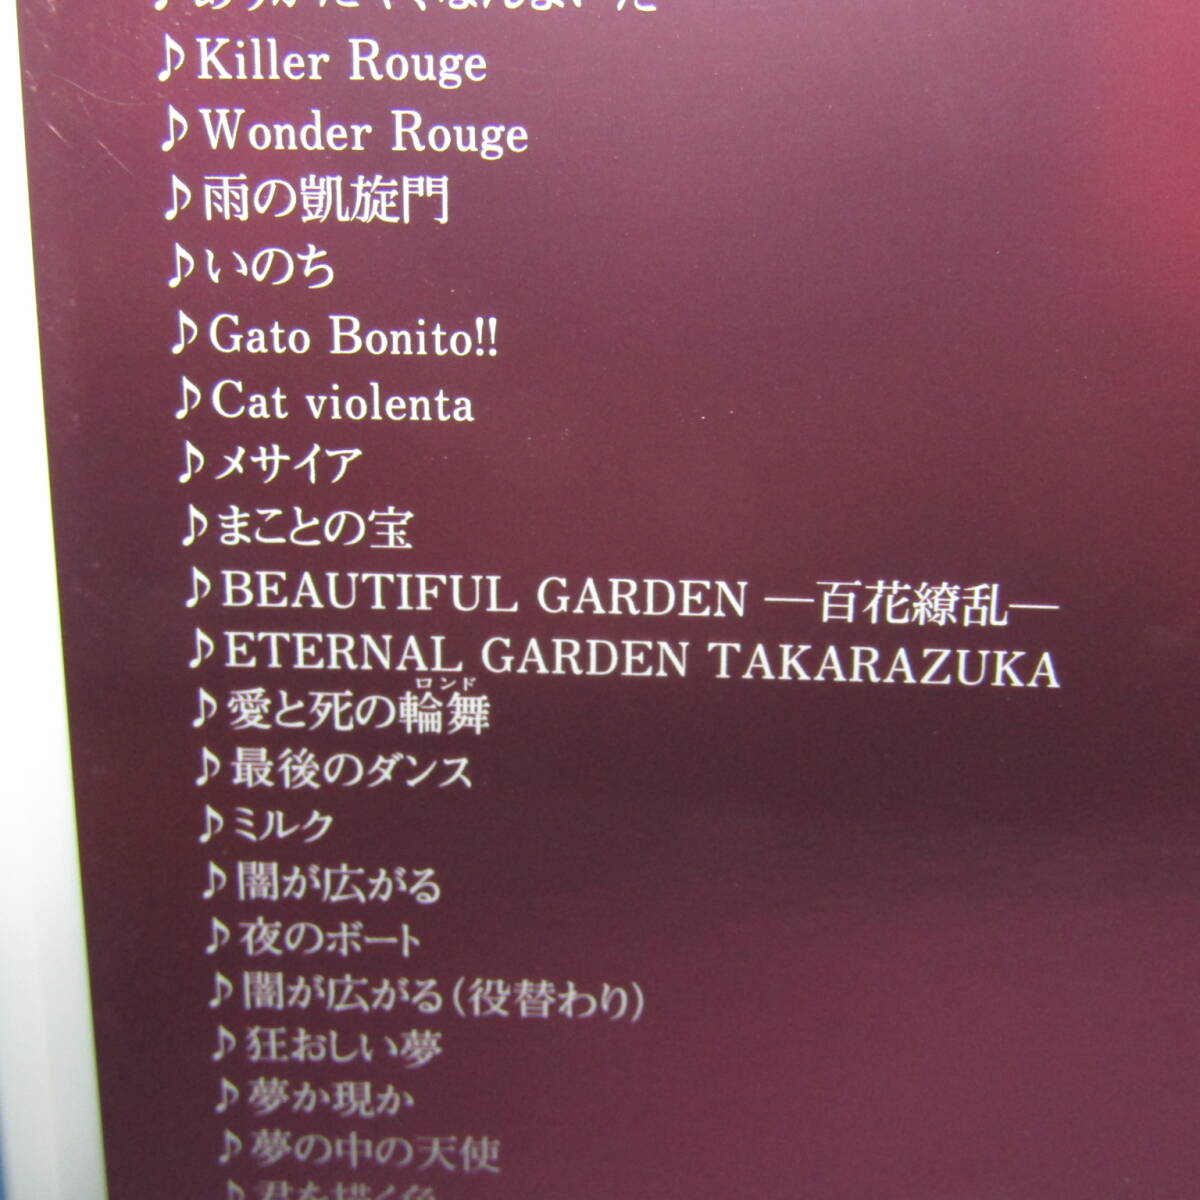 ♪Killer Rouge
♪Wonder Rouge
♪雨の凱旋門
♪いのち
♪Gato Bonito!!
♪Cat violenta
♪メサイア
♪まことの宝
♪BEAUTIFUL GARDEN ―百花繚乱―
♪ETERNAL GARDEN TAKARAZUKA
ロンド
♪愛と死の輪舞
♪最後のダンス
♪ミルク
♪闇が広がる
♪夜のボート
♪闇が広がる(役替わり)
♪狂おしい夢
♪夢か現か
♪夢の中の天使